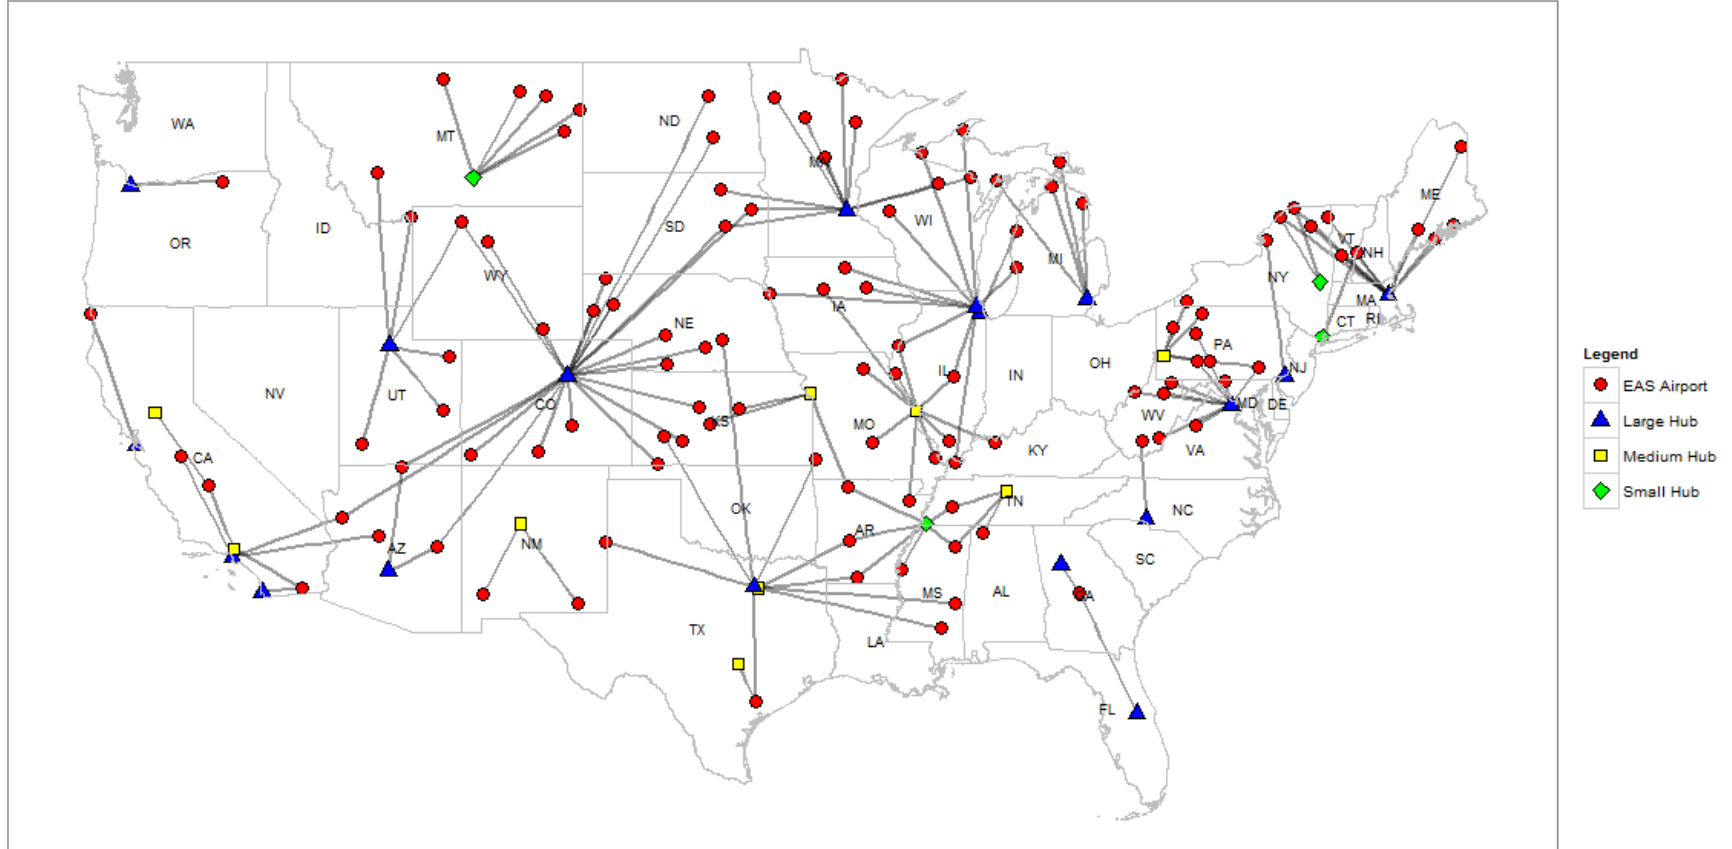 WA
MT
ND
ME
OR
ID
SD
WI
VT
NH
WY
MI
NY
MA
IA
NE
CT
RI
PA
NV
UT
CO
IL
IN
OH
NJ
KS
MO
WV
MD
DE
CA
KY
VA
OK
TN
NC
AR
AZ
NM
SC
MS
AL
TX
LA
FL
Legend
EAS Airport
Large Hub
Medium Hub
Small Hub